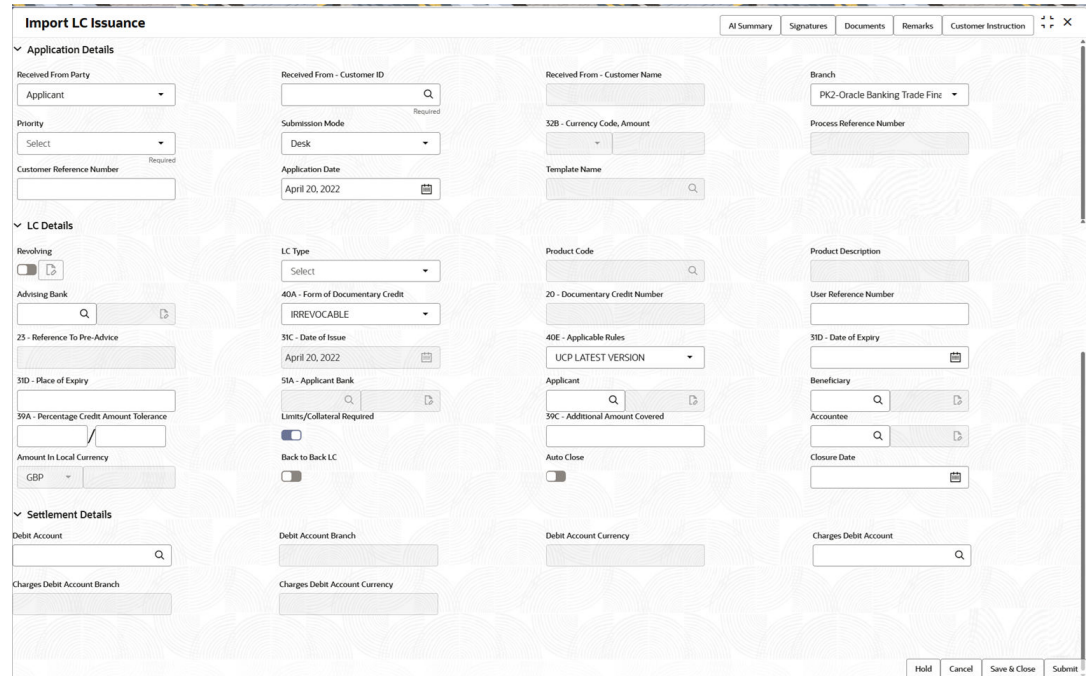 Import LC Issuance
AI Summary Signatures Documents Remarks Customer Instruction
Application Details
Received From Party Received From - Customer ID Received From - Customer Name Branch
Applicant PK2-Oracle Banking Trade Fina
Required
Priority Submission Mode 32B - Currency Code, Amount Process Reference Number
Select Desk
Required
Customer Reference Number Application Date Template Name
April 20, 2022
LC Details
Revolving LC Type Product Code Product Description
Select
Advising Bank 40A - Form of Documentary Credit 20 - Documentary Credit Number User Reference Number
IRREVOCABLE
23 - Reference To Pre-Advice 31C - Date of Issue 40E - Applicable Rules 31D - Date of Expiry
April 20, 2022 UCP LATEST VERSION
31D - Place of Expiry 51A - Applicant Bank Applicant Beneficiary
39A - Percentage Credit Amount Tolerance Limits/Collateral Required 39C - Additional Amount Covered Accountee
/
Amount In Local Currency Back to Back LC Auto Close Closure Date
GBP
Settlement Details
Debit Account Debit Account Branch Debit Account Currency Charges Debit Account
Charges Debit Account Branch Charges Debit Account Currency
Hold Cancel Save & Close Submit